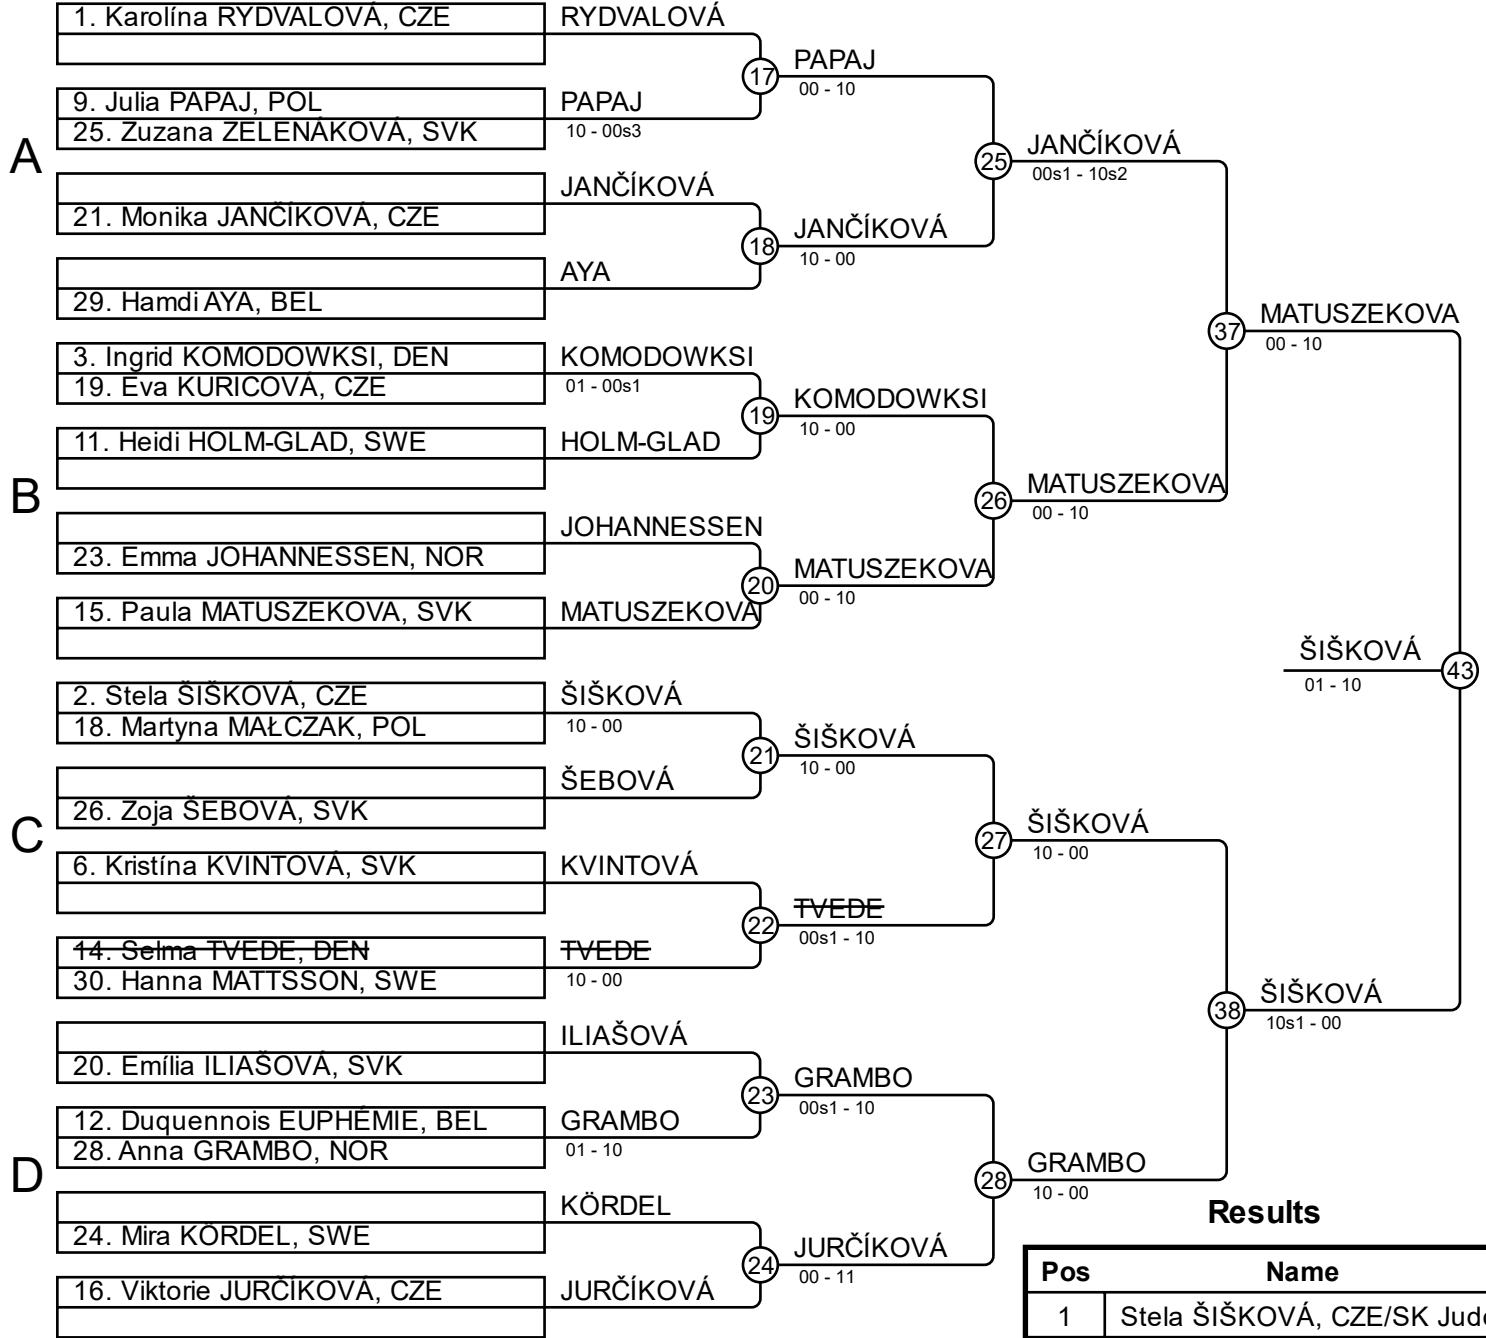 1. Karolína RYDVALOVÁ, CZE
RYDVALOVÁ
17
PAPAJ
00 - 10
9. Julia PAPAJ, POL
25. Zuzana ZELENÁKOVÁ, SVK
PAPAJ
10 - 00s3
A
25
JANČÍKOVÁ
00s1 - 10s2
21. Monika JANČÍKOVÁ, CZE
JANČÍKOVÁ
18
JANČÍKOVÁ
10 - 00
29. Hamdi AYA, BEL
AYA
37
MATUSZEKOVA
00 - 10
3. Ingrid KOMODOWKSI, DEN
19. Eva KURICOVÁ, CZE
KOMODOWKSI
01 - 00s1
19
KOMODOWKSI
10 - 00
11. Heidi HOLM-GLAD, SWE
HOLM-GLAD
B
26
MATUSZEKOVA
00 - 10
23. Emma JOHANNESSEN, NOR
JOHANNESSEN
20
MATUSZEKOVA
00 - 10
15. Paula MATUSZEKOVA, SVK
MATUSZEKOVA
ŠIŠKOVÁ
01 - 10
43
2. Stela ŠIŠKOVÁ, CZE
18. Martyna MAŁCZAK, POL
ŠIŠKOVÁ
10 - 00
21
ŠIŠKOVÁ
10 - 00
26. Zoja ŠEBOVÁ, SVK
ŠEBOVÁ
C
27
ŠIŠKOVÁ
10 - 00
6. Kristína KVINTOVÁ, SVK
KVINTOVÁ
22
TVEDE
00s1 - 10
14. Selma TVEDE, DEN
30. Hanna MATTSSON, SWE
TVEDE
10 - 00
38
ŠIŠKOVÁ
10s1 - 00
20. Emília ILIAŠOVÁ, SVK
ILIAŠOVÁ
23
GRAMBO
00s1 - 10
12. Duquennois EUPHÉMIE, BEL
28. Anna GRAMBO, NOR
GRAMBO
01 - 10
D
28
GRAMBO
10 - 00
24. Mira KÖRDEL, SWE
KÖRDEL
24
JURČÍKOVÁ
00 - 11
16. Viktorie JURČÍKOVÁ, CZE
JURČÍKOVÁ
Results
Pos Name
1 Stela ŠIŠKOVÁ, CZE/SK Judo